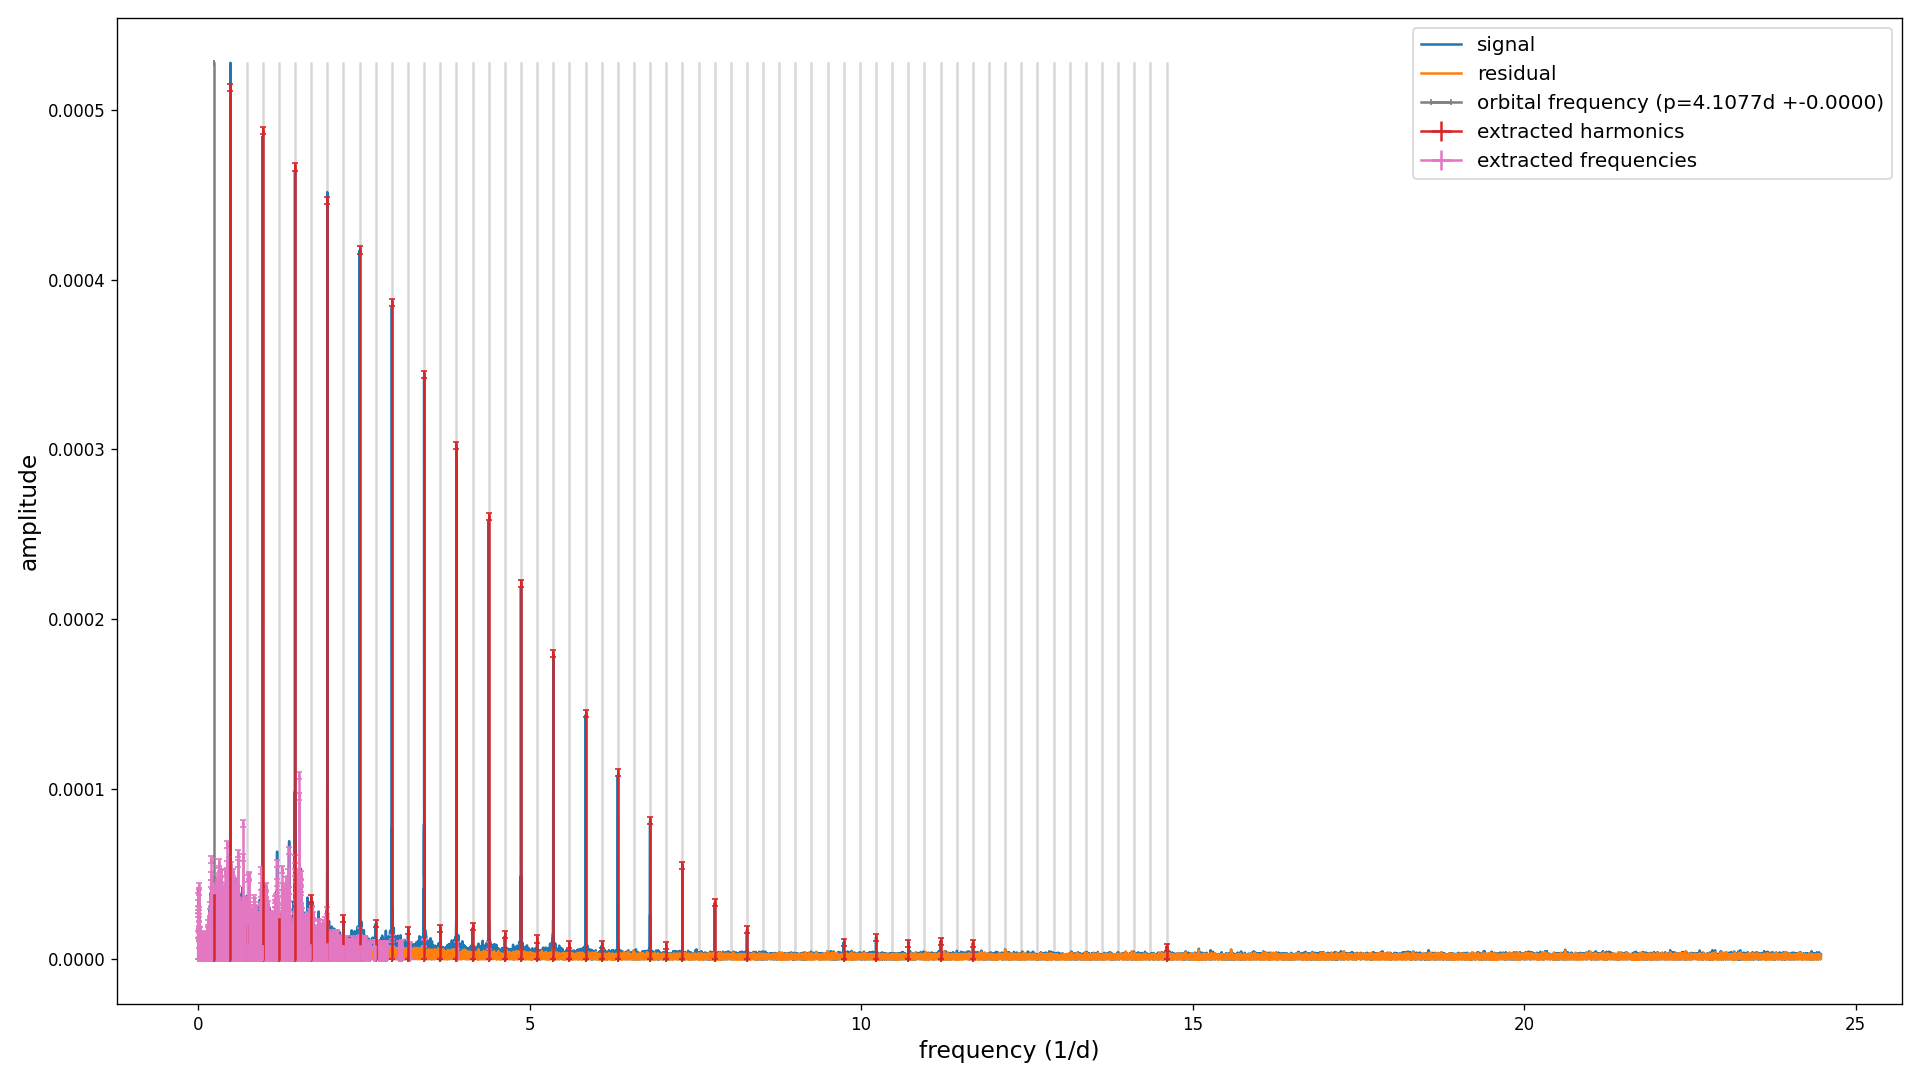 signal
residual
orbital frequency (p=4.1077d +-0.0000)
extracted harmonics
extracted frequencies
0.0005
0.0004
0.0003
0.0002
0.0001
0.0000
amplitude
0 5 10 15 20 25
frequency (1/d)